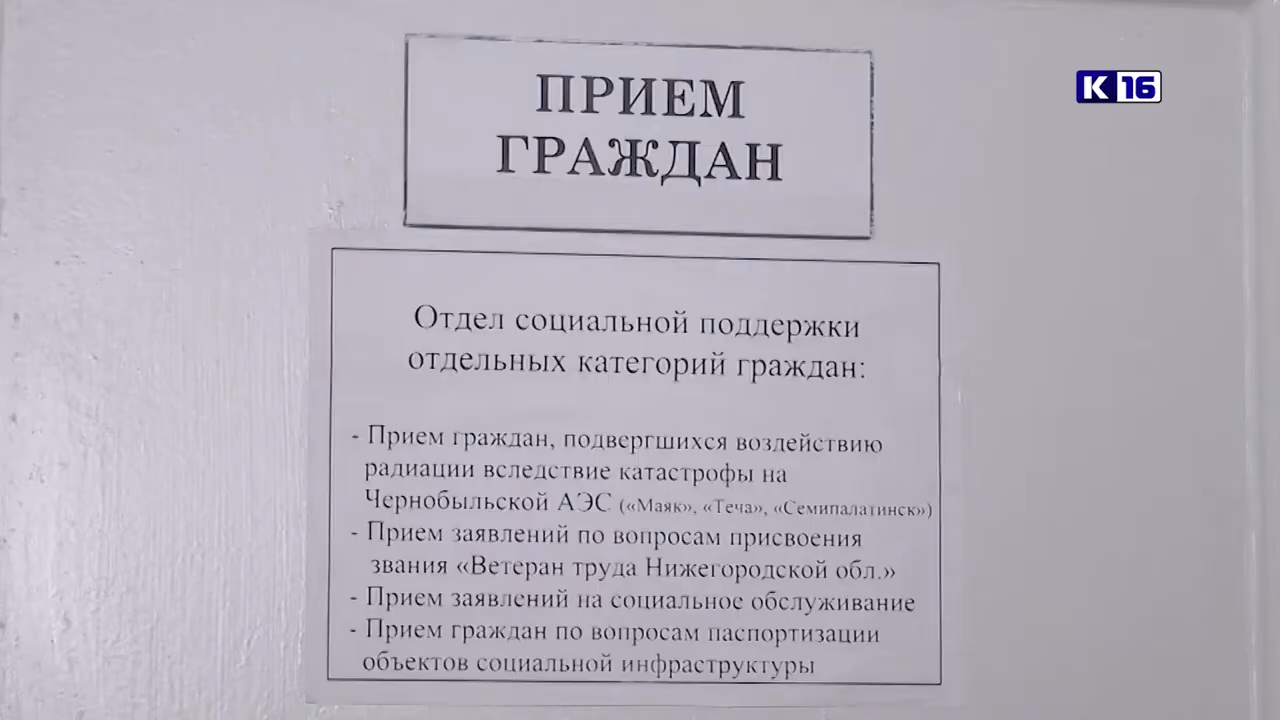 К 16
ПРИЕМ
ГРАЖДАН
Отдел социальной поддержки
отдельных категорий граждан:
- Прием граждан, подвергшихся воздействию
радиации вследствие катастрофы на
Чернобыльской АЭС («Маяк», «Теча», «Семипалатинск»)
- Прием заявлений по вопросам присвоения
звания «Ветеран труда Нижегородской обл.»
- Прием заявлений на социальное обслуживание
- Прием граждан по вопросам паспортизации
объектов социальной инфраструктуры